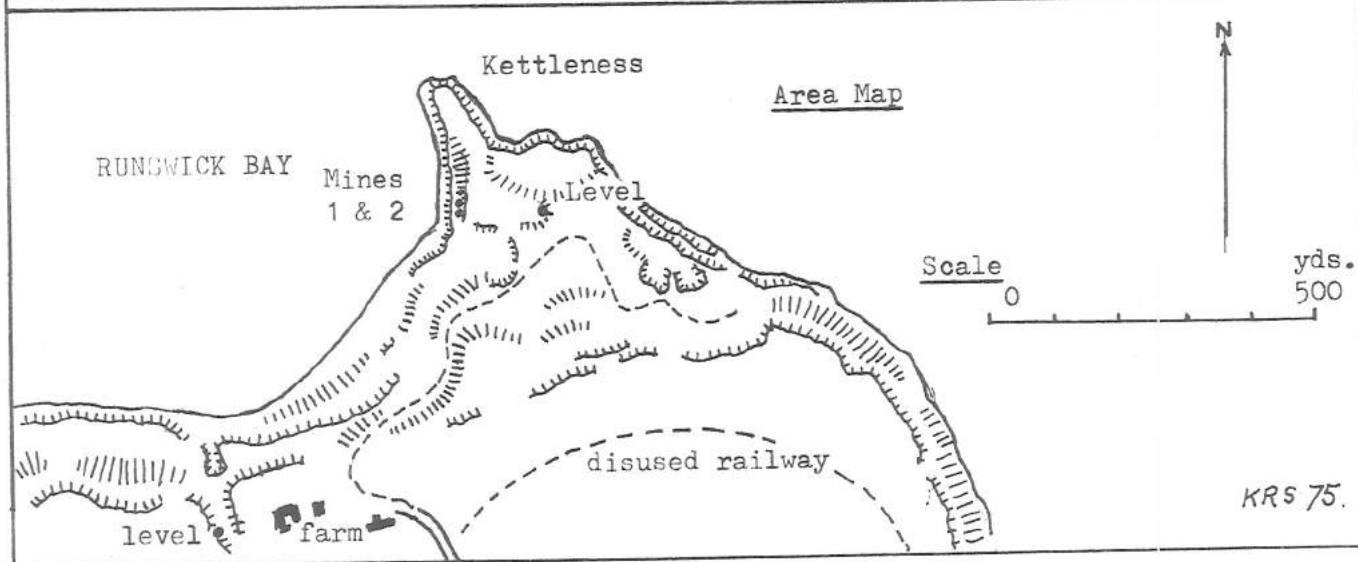 N
Kettleness
Area Map
RUNSWICK BAY
Mines
1 & 2
Level
Scale
yds.
0
500
disused railway
KRS 75.
level
farm